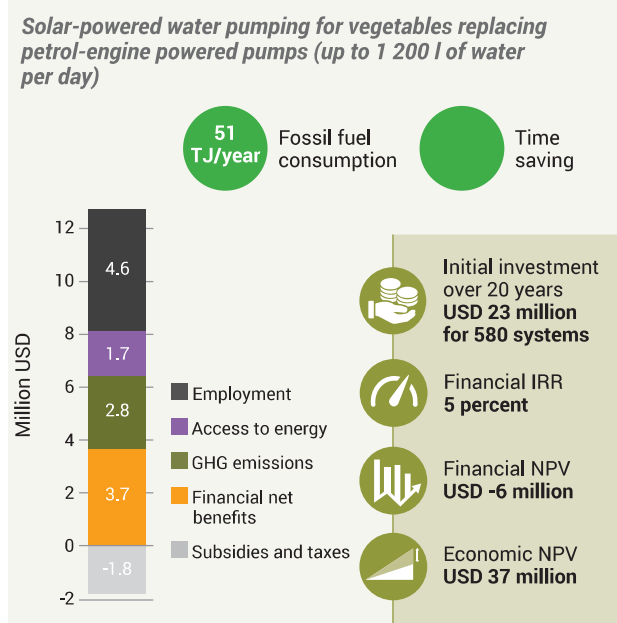 Solar-powered water pumping for vegetables replacing
petrol-engine powered pumps (up to 1 200 l of water
per day)
51
TJ/year
Fossil fuel
consumption
Time
saving
Million USD
12
10
8
6
4
2
0
-2
4.6
1.7
2.8
3.7
-1.8
Employment
Access to energy
GHG emissions
Financial net
benefits
Subsidies and taxes
Initial investment
over 20 years
USD 23 million
for 580 systems
Financial IRR
5 percent
Financial NPV
USD -6 million
Economic NPV
USD 37 million